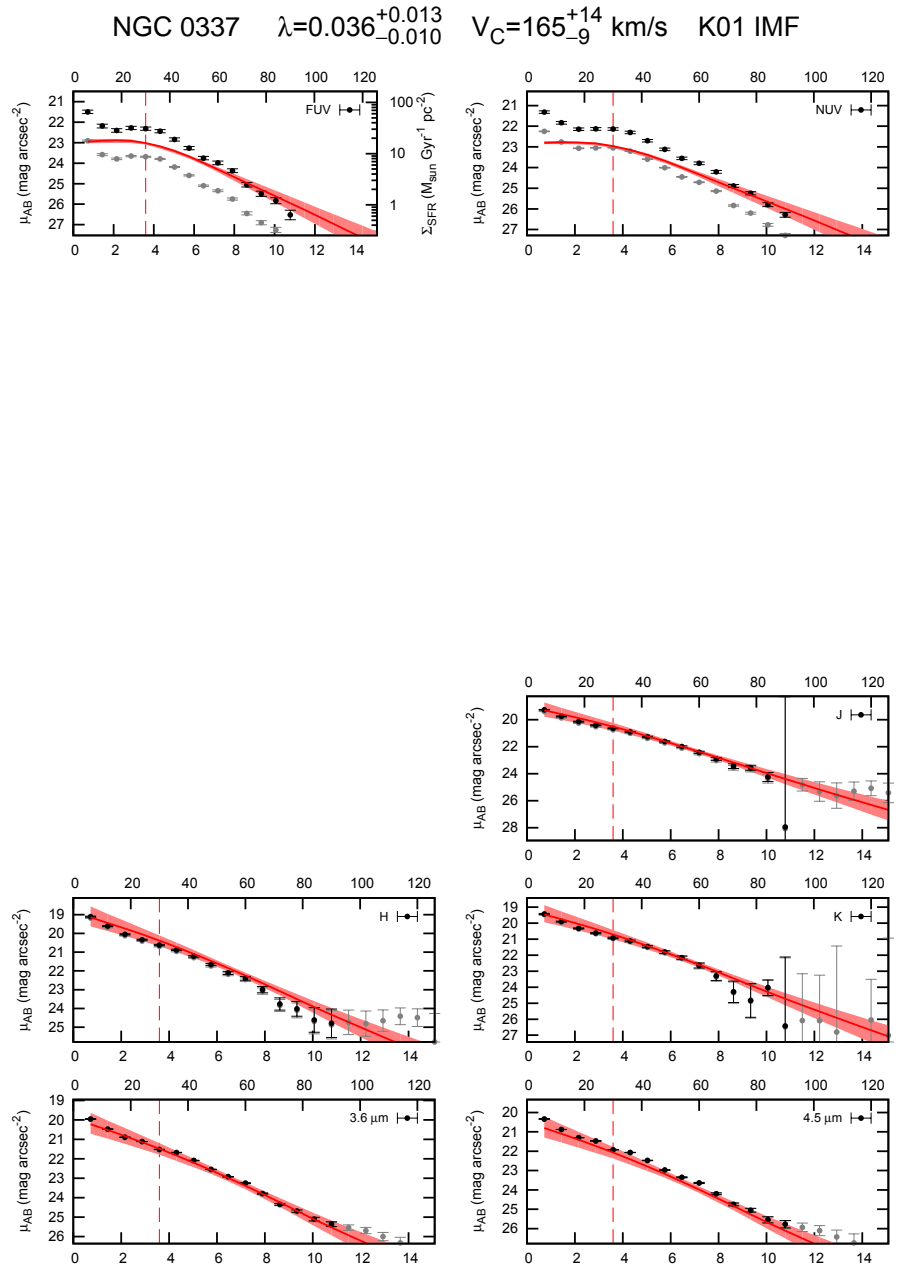 NGC 0337 λ=0.036+0.013−0.010 VC=165+14−9 km/s K01 IMF
0 20 40 60 80 100 120
0 20 40 60 80 100 120
21 22 23 24 25 26 27
μAB (mag arcsec-2)
FUV
100 10 1
ΣSFR (Msun Gyr-1 pc-2)
21 22 23 24 25 26 27
μAB (mag arcsec-2)
NUV
0 2 4 6 8 10 12 14
0 2 4 6 8 10 12 14
0 20 40 60 80 100 120
20 22 24 26 28
μAB (mag arcsec-2)
J
0 2 4 6 8 10 12 14
0 20 40 60 80 100 120
0 20 40 60 80 100 120
19 20 21 22 23 24 25
μAB (mag arcsec-2)
H
19 20 21 22 23 24 25 26 27
μAB (mag arcsec-2)
K
0 2 4 6 8 10 12 14
0 2 4 6 8 10 12 14
0 20 40 60 80 100 120
0 20 40 60 80 100 120
19 20 21 22 23 24 25 26
μAB (mag arcsec-2)
3.6 μm
20 21 22 23 24 25 26
μAB (mag arcsec-2)
4.5 μm
0 2 4 6 8 10 12 14
0 2 4 6 8 10 12 14